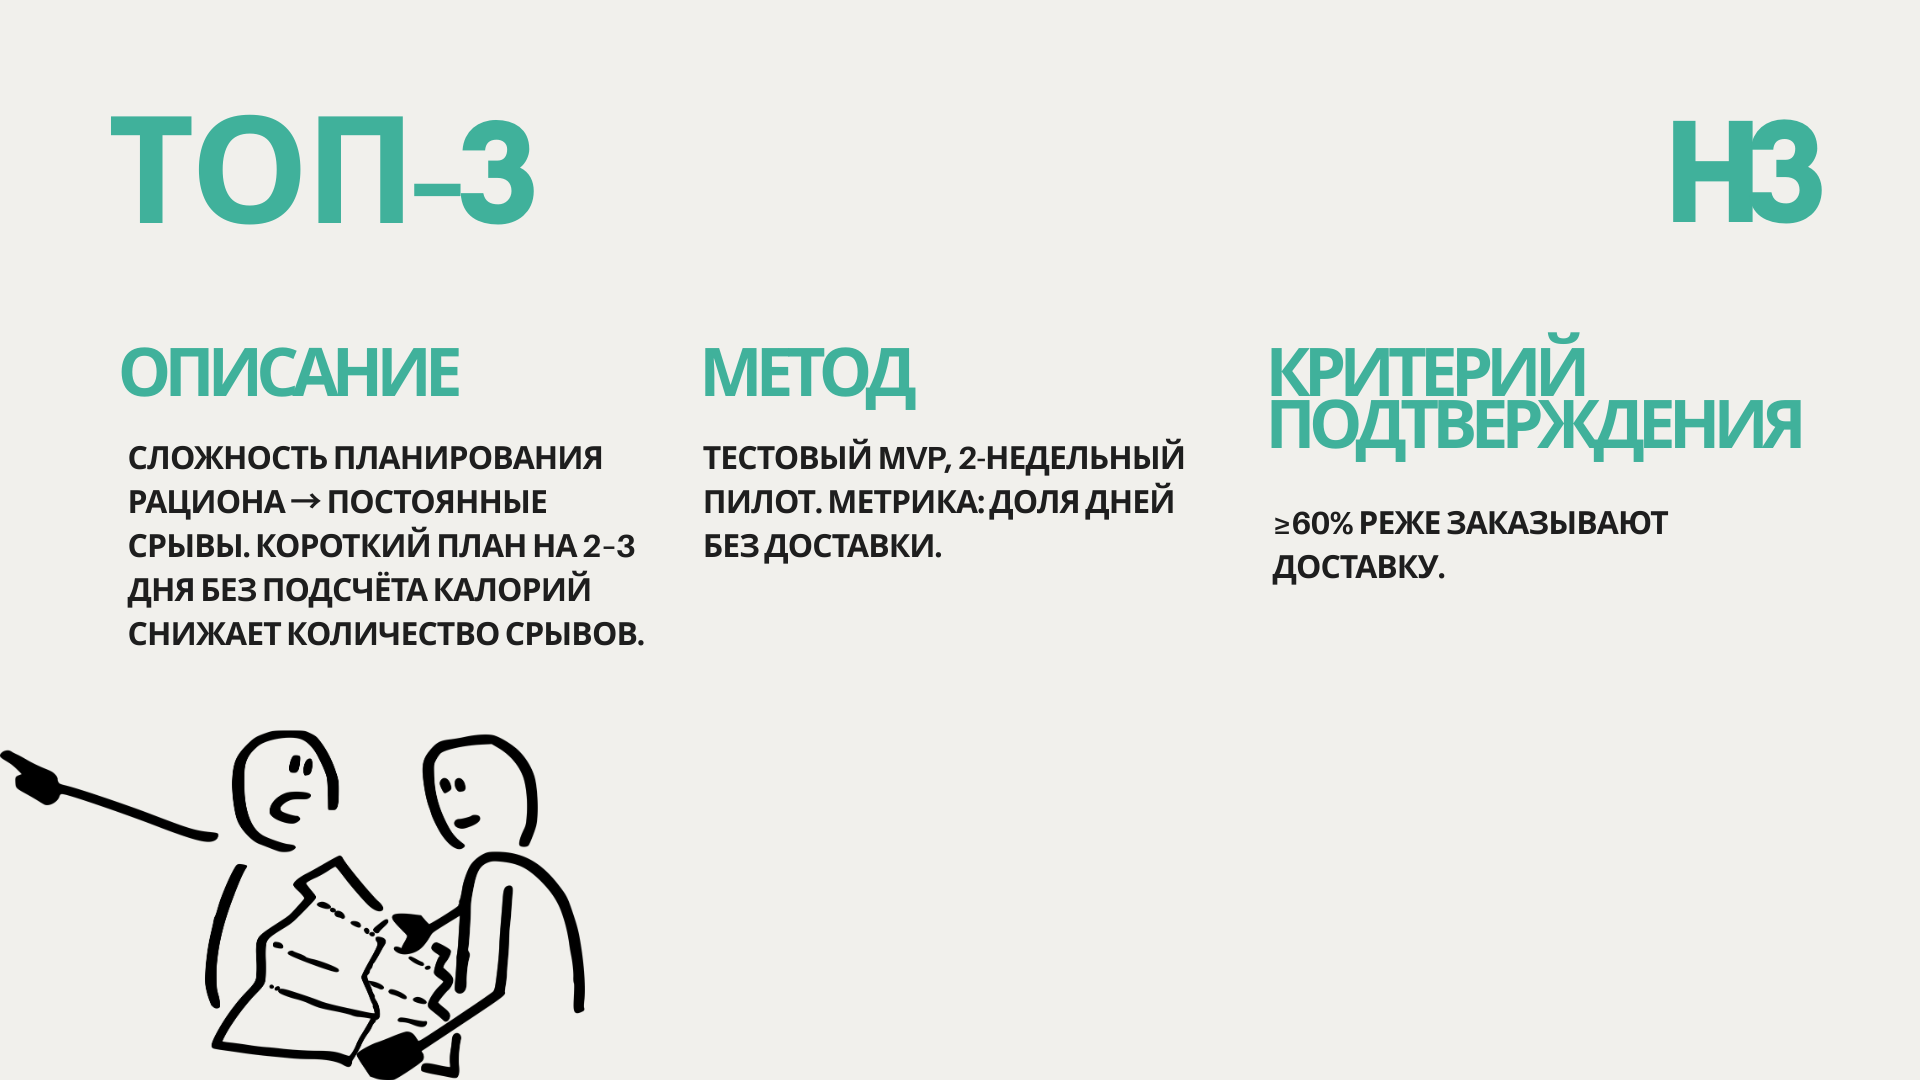 ТОП–3
H3
ОПИСАНИЕ
СЛОЖНОСТЬ ПЛАНИРОВАНИЯ
РАЦИОНА → ПОСТОЯННЫЕ
СРЫВЫ. КОРОТКИЙ ПЛАН НА 2–3
ДНЯ БЕЗ ПОДСЧЁТА КАЛОРИЙ
СНИЖАЕТ КОЛИЧЕСТВО СРЫВОВ.
МЕТОД
ТЕСТОВЫЙ MVP, 2-НЕДЕЛЬНЫЙ
ПИЛОТ. МЕТРИКА: ДОЛЯ ДНЕЙ
БЕЗ ДОСТАВКИ.
КРИТЕРИЙ
ПОДТВЕРЖДЕНИЯ
≥60% РЕЖЕ ЗАКАЗЫВАЮТ
ДОСТАВКУ.